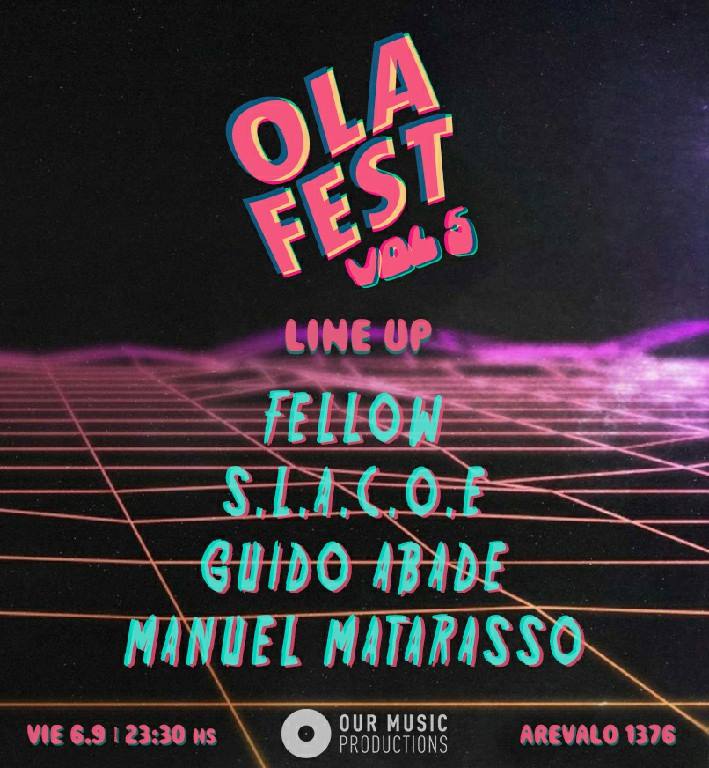 OLA
FEST
VOL 5
LINE UP
FELLOW
S.L.A.C.O.E
GUIDO ABADE
MANUEL MATARASSO
VIE 6.9 | 23:30 HS
OUR MUSIC
PRODUCTIONS
AREVALO 1376